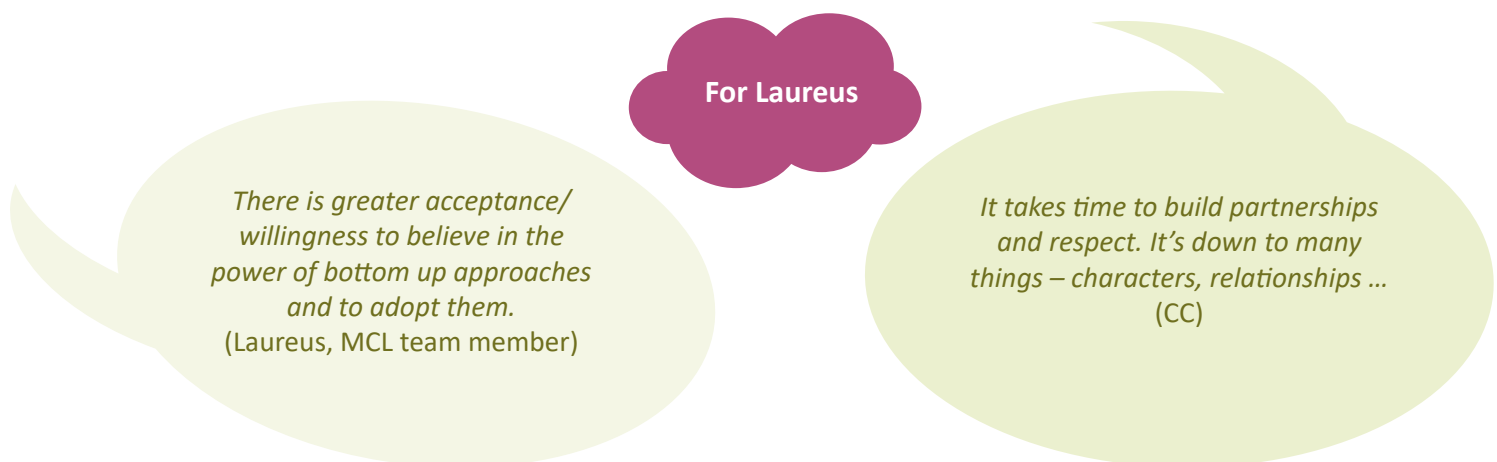 For Laureus
There is greater acceptance/
willingness to believe in the
power of bottom up approaches
and to adopt them.
(Laureus, MCL team member)
It takes time to build partnerships
and respect. It’s down to many
things – characters, relationships ...
(CC)